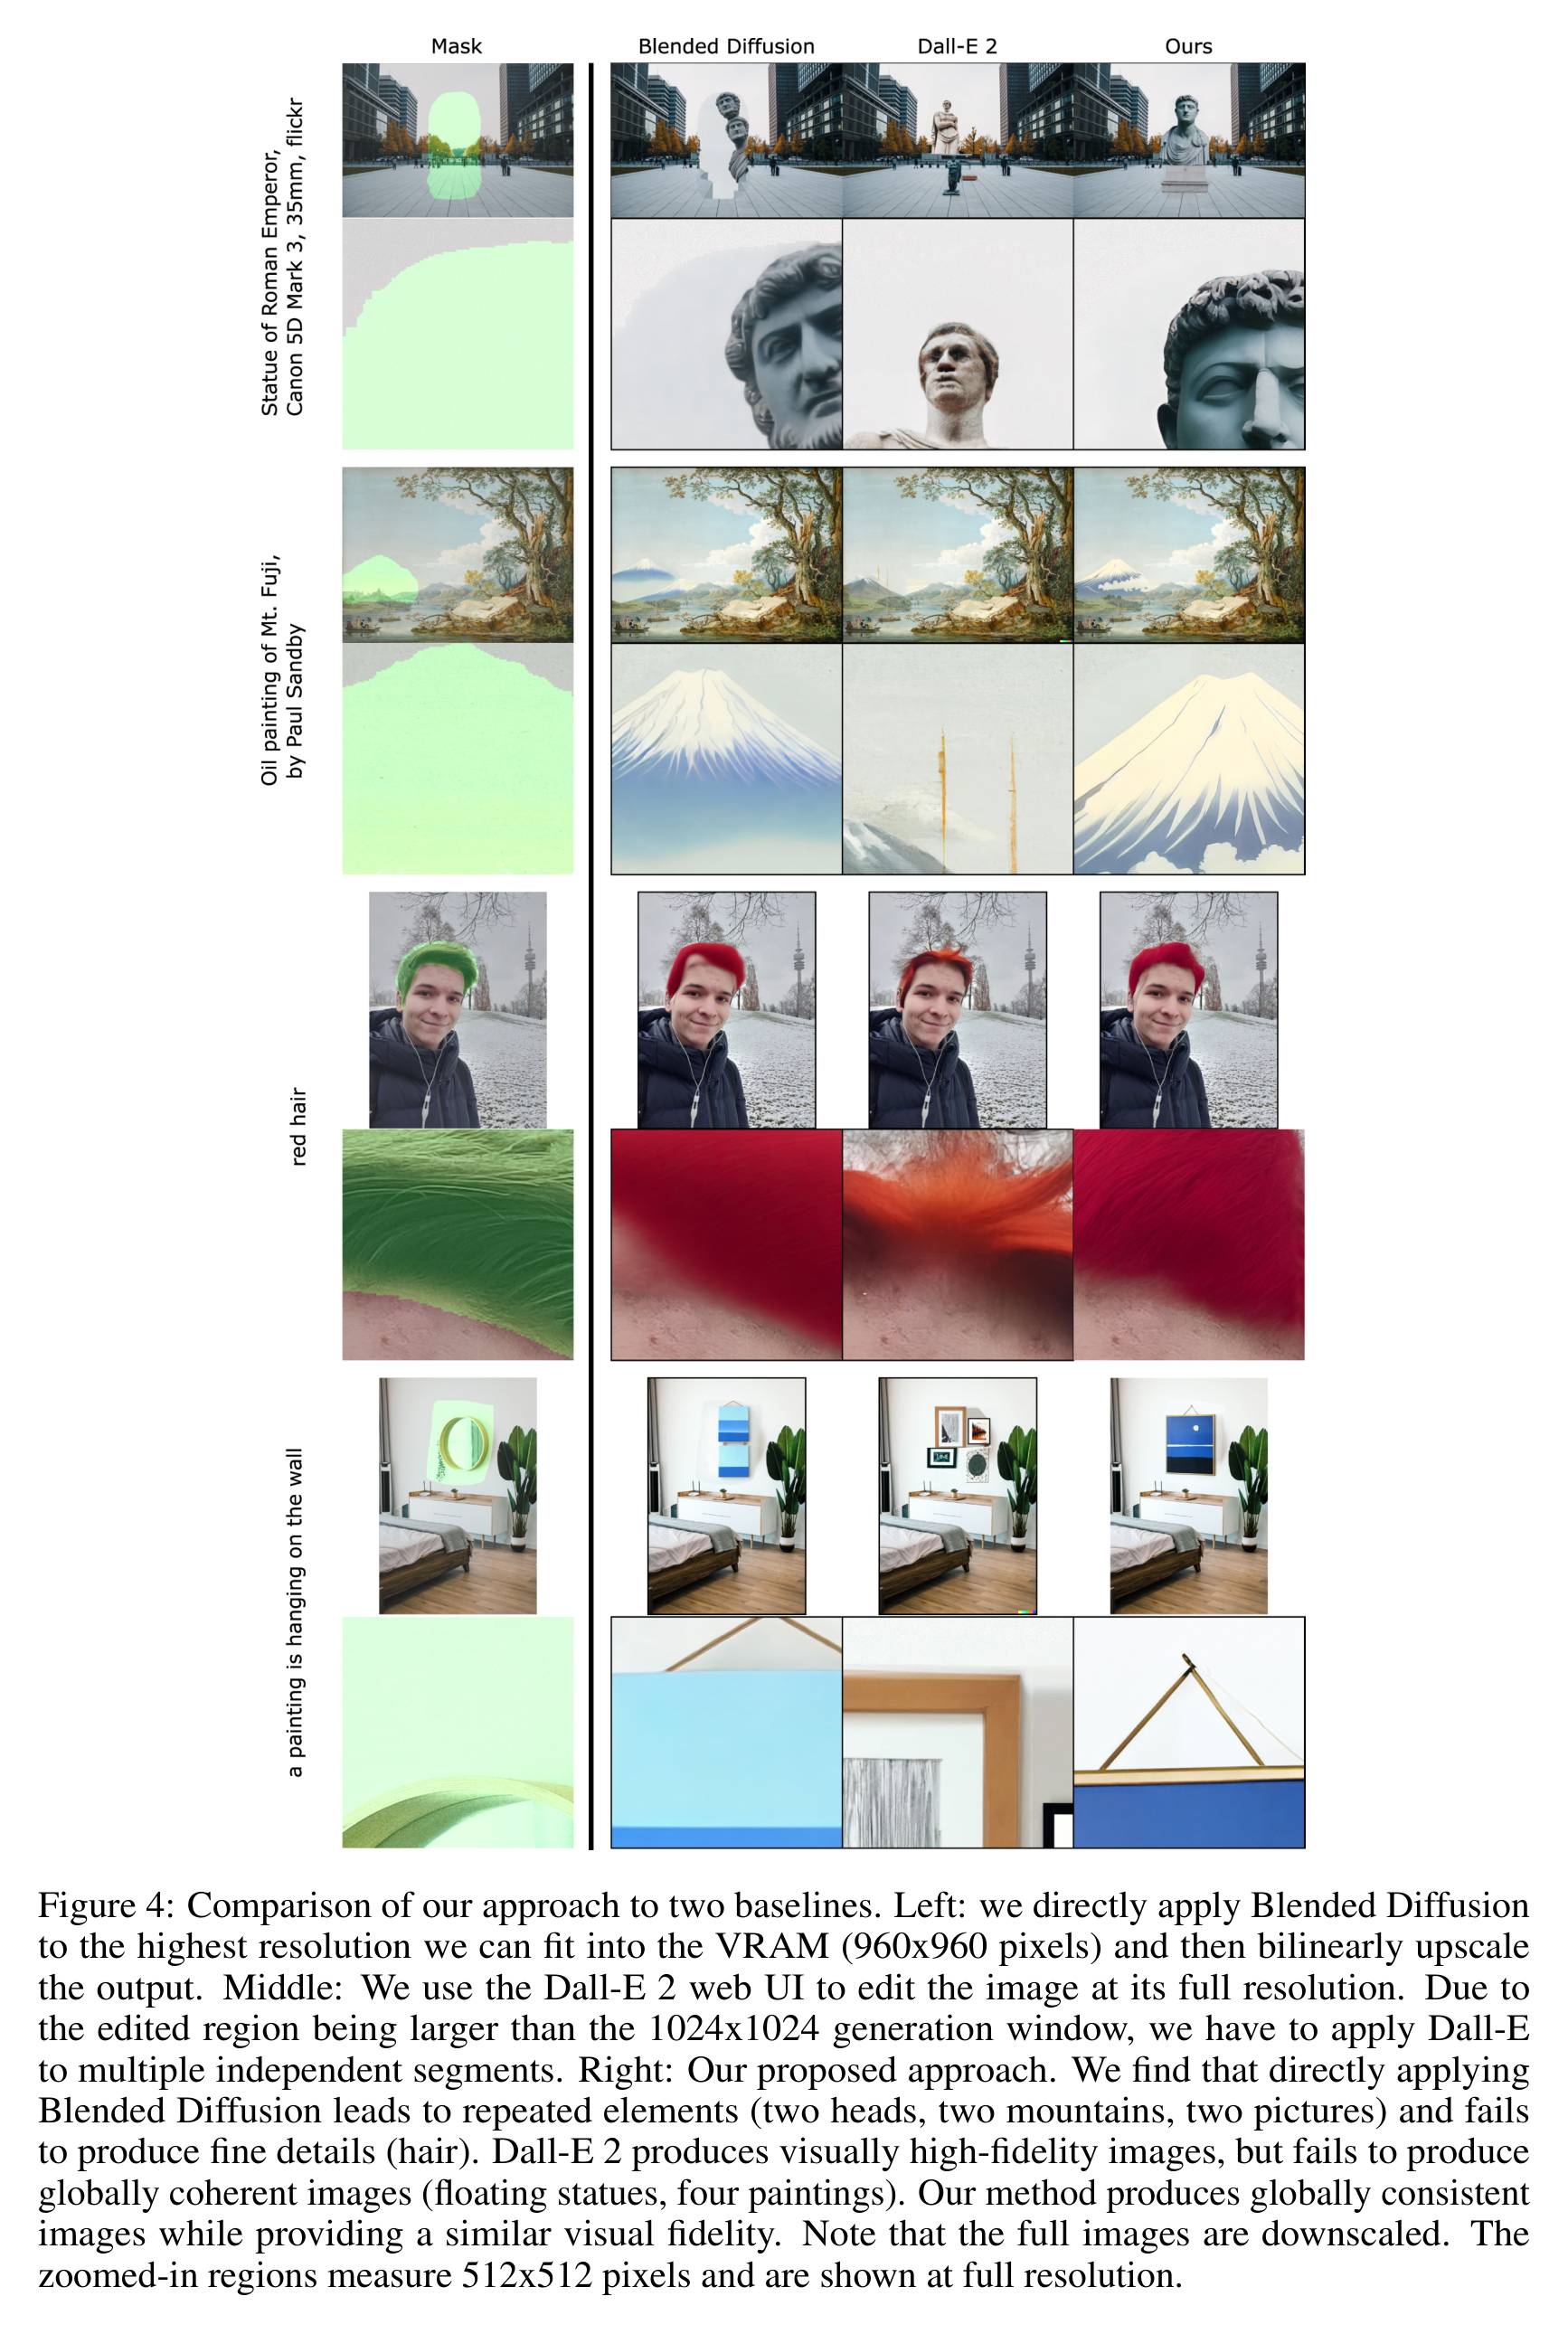 Mask
Blended Diffusion
Dall-E 2
Ours
Statue of Roman Emperor,
Canon 5D Mark 3, 35mm, flickr
Oil painting of Mt. Fuji,
by Paul Sandby
red hair
a painting is hanging on the wall
Figure 4: Comparison of our approach to two baselines. Left: we directly apply Blended Diffusion
to the highest resolution we can fit into the VRAM (960x960 pixels) and then bilinearly upscale
the output. Middle: We use the Dall-E 2 web UI to edit the image at its full resolution. Due to
the edited region being larger than the 1024x1024 generation window, we have to apply Dall-E
to multiple independent segments. Right: Our proposed approach. We find that directly applying
Blended Diffusion leads to repeated elements (two heads, two mountains, two pictures) and fails
to produce fine details (hair). Dall-E 2 produces visually high-fidelity images, but fails to produce
globally coherent images (floating statues, four paintings). Our method produces globally consistent
images while providing a similar visual fidelity. Note that the full images are downscaled. The
zoomed-in regions measure 512x512 pixels and are shown at full resolution.